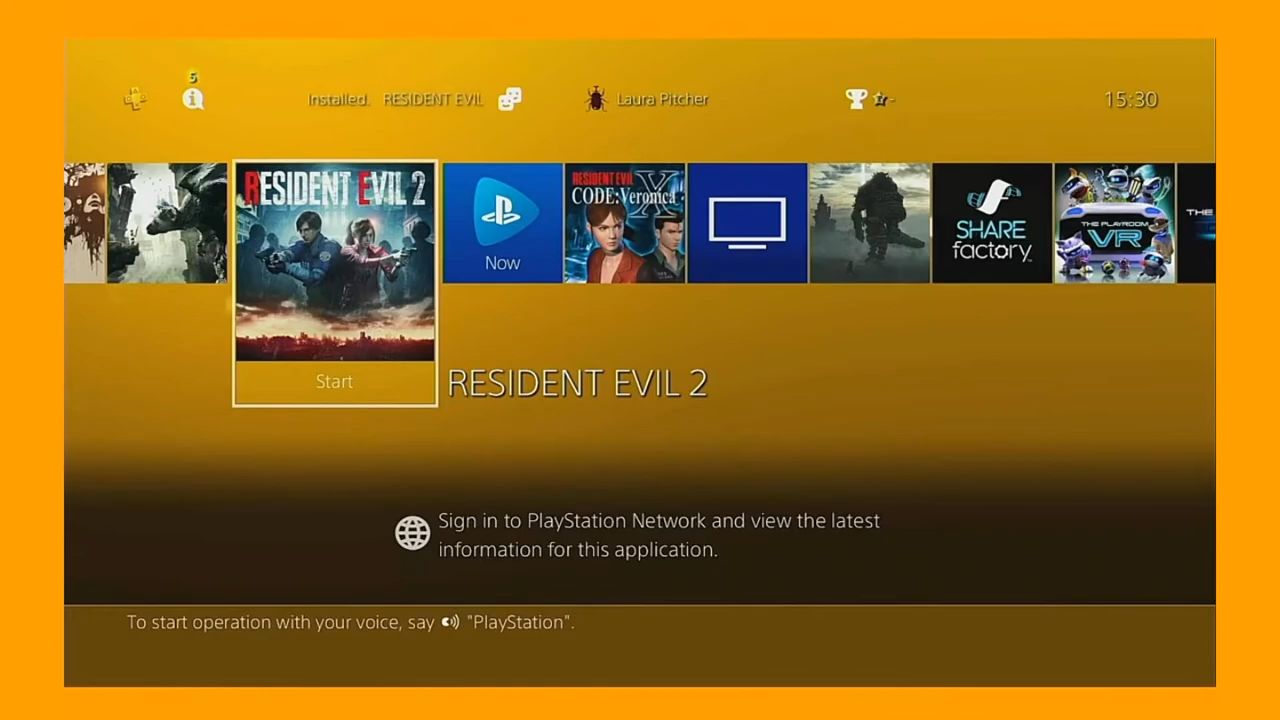 5
Installed. RESIDENT EVIL
Laura Pitcher
-
15:30
RESIDENT EVIL 2
Now
RESIDENT EVIL
CODE: Veronica
X
SHARE
factory
THE PLAYROOM
VR
THE
Start
RESIDENT EVIL 2
Sign in to PlayStation Network and view the latest
information for this application.
To start operation with your voice, say "PlayStation".